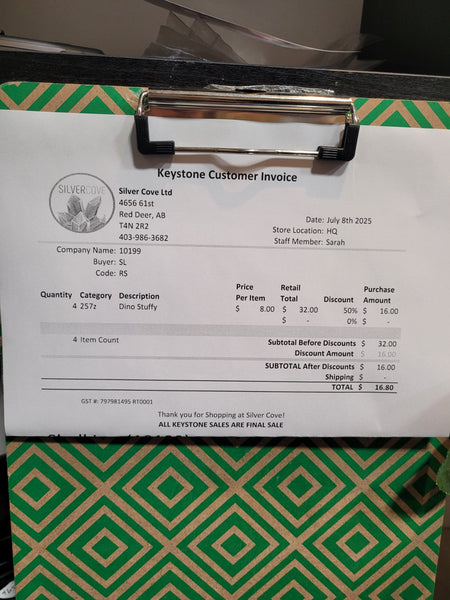 Keystone Customer Invoice
SILVERCOVE
Silver Cove Ltd
4656 61st
Red Deer, AB
T4N 2R2
403-986-3682
Date: July 8th 2025
Store Location: HQ
Staff Member: Sarah
Company Name: 10199
Buyer: SL
Code: RS
Quantity Category Description Price Per Item Retail Total Discount Purchase Amount
4 257z Dino Stuffy $ 8.00 $ 32.00 50% $ 16.00
$ - 0% $ -
4 Item Count Subtotal Before Discounts $ 32.00
Discount Amount $ 16.00
SUBTOTAL After Discounts $ 16.00
Shipping $ -
TOTAL $ 16.80
GST #: 797981495 RT0001
Thank you for Shopping at Silver Cove!
ALL KEYSTONE SALES ARE FINAL SALE